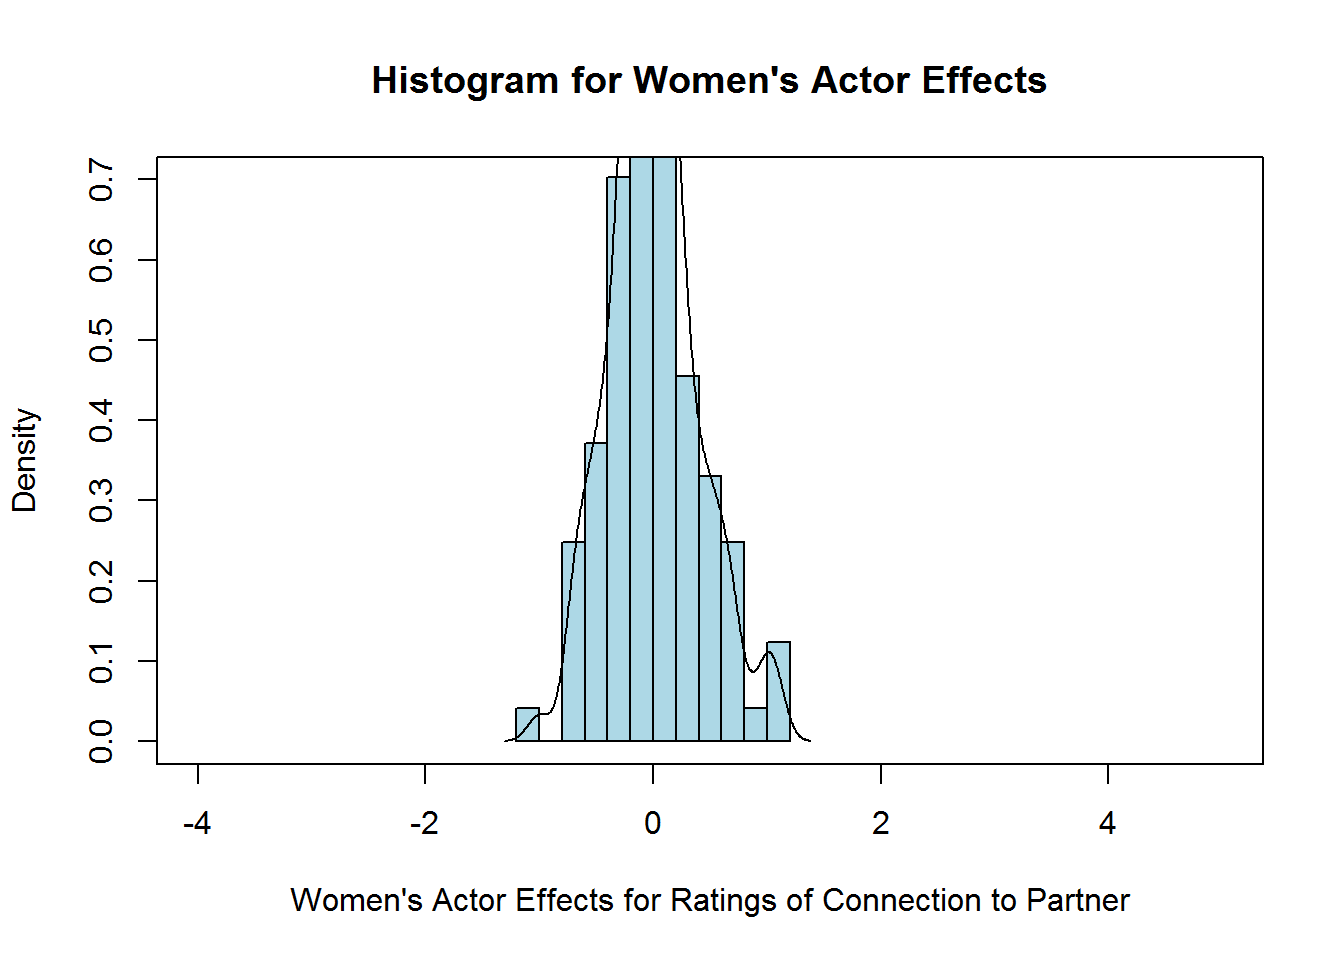 Histogram for Women's Actor Effects
Density
0.7
0.6
0.5
0.4
0.3
0.2
0.1
0.0
-4 -2 0 2 4
Women's Actor Effects for Ratings of Connection to Partner